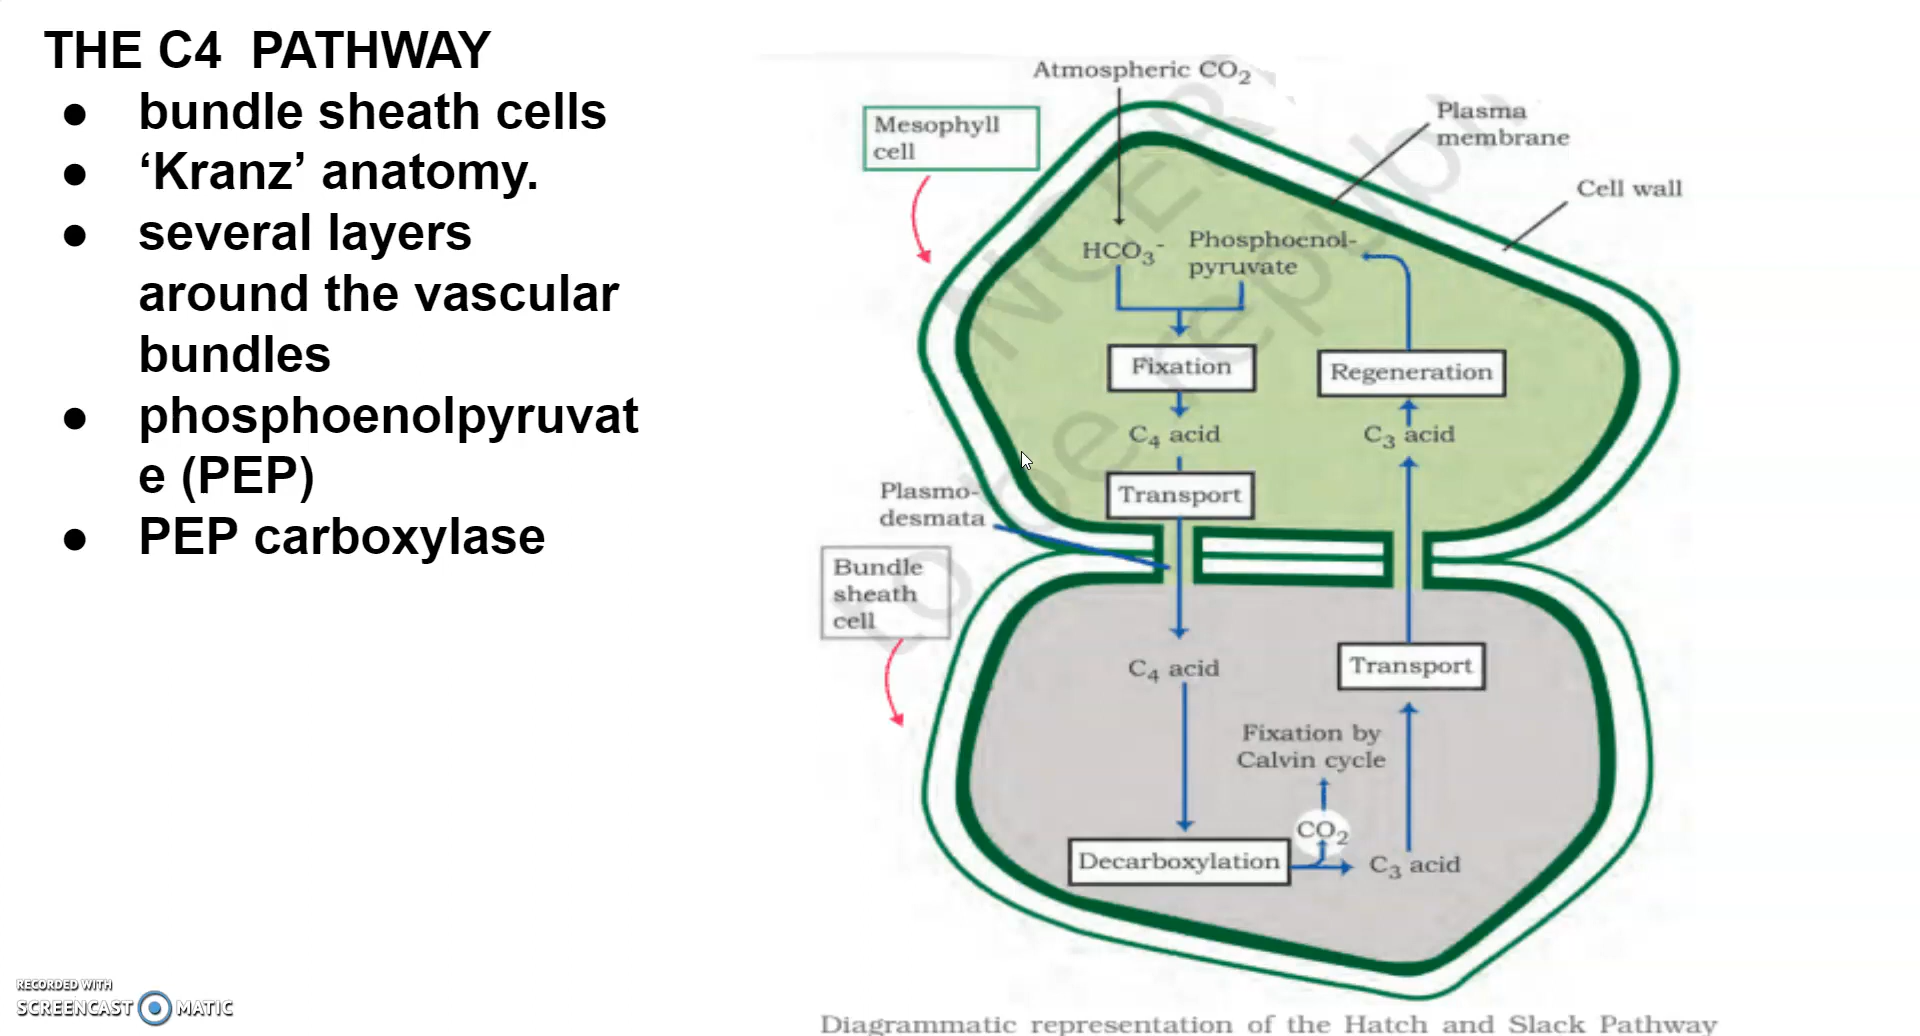 THE C4 PATHWAY
● bundle sheath cells
● ‘Kranz’ anatomy.
● several layers
around the vascular
bundles
● phosphoenolpyruvat
e (PEP)
● PEP carboxylase
Atmospheric CO2
Mesophyll
cell
Plasma
membrane
Cell wall
HCO3-
Phosphoenol-
pyruvate
Fixation
Regeneration
C4 acid
C3 acid
Transport
Plasmo-
desmata
Bundle
sheath
cell
C4 acid
Transport
Fixation by
Calvin cycle
CO2
Decarboxylation
C3 acid
Diagrammatic representation of the Hatch and Slack Pathway
RECORDED WITH
SCREENCAST MATIC